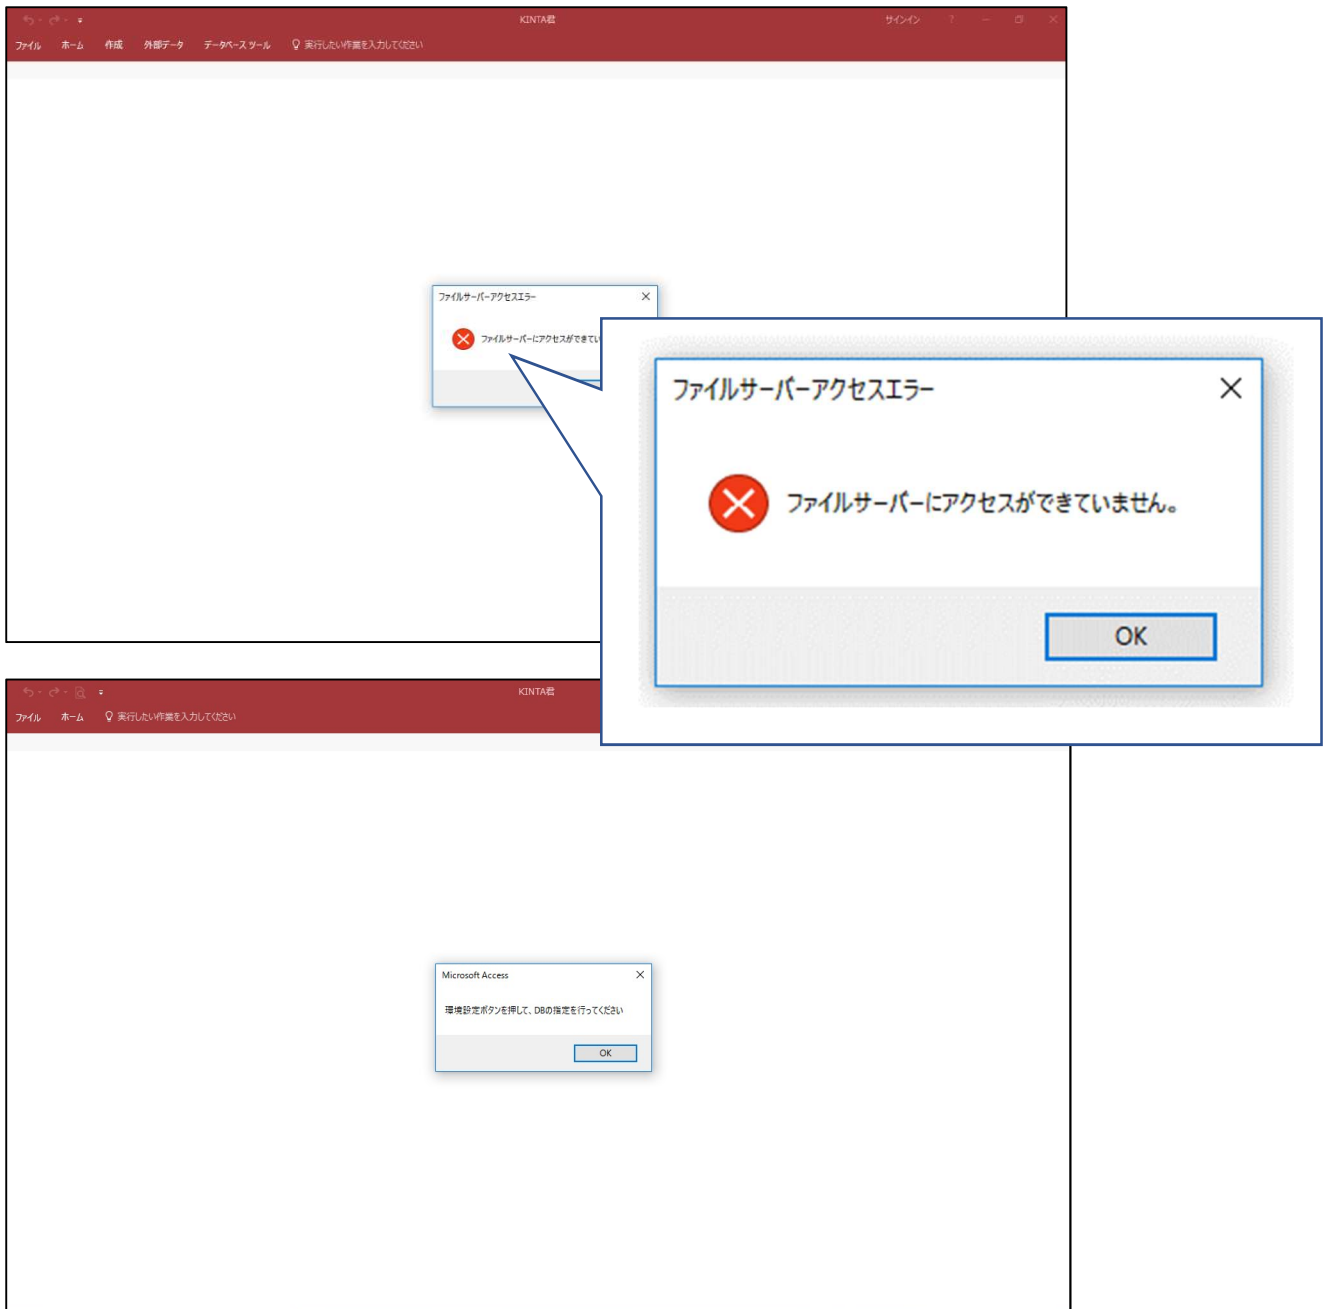 KINTA君
サインイン ?
ファイル ホーム 作成 外部データ データベース ツール 実行したい作業を入力してください
ファイルサーバーアクセスエラー
ファイルサーバーにアクセスができてい
ファイルサーバーアクセスエラー
ファイルサーバーにアクセスができていません。
OK
KINTA君
ファイル ホーム 実行したい作業を入力してください
Microsoft Access
環境設定ボタンを押して、DBの指定を行ってください
OK